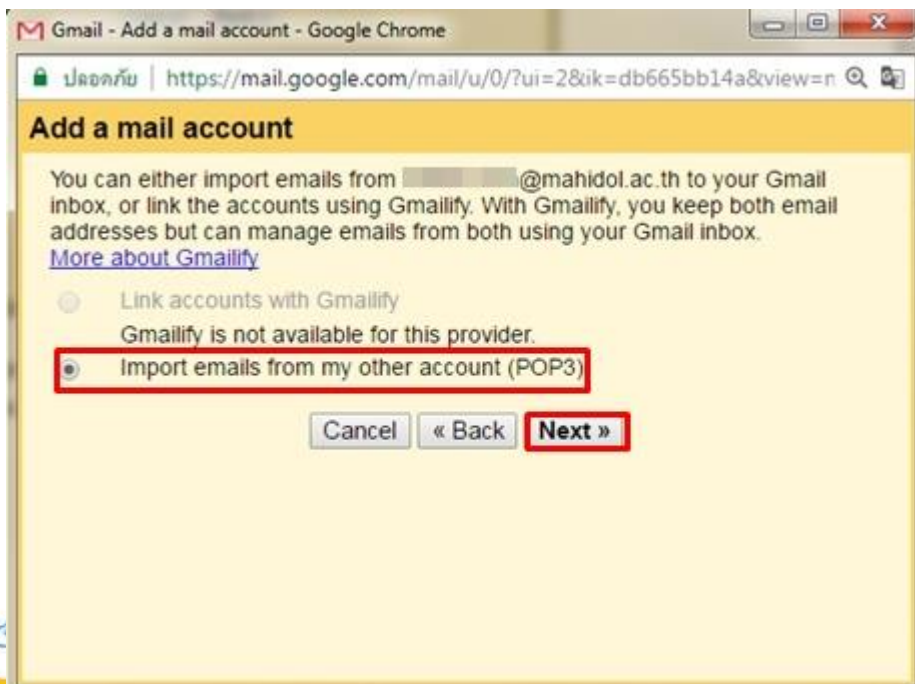 Gmail - Add a mail account - Google Chrome
ปลอดภัย | https://mail.google.com/mail/u/0/?ui=2&ik=db665bb14a&view=n
Add a mail account
You can either import emails from @mahidol.ac.th to your Gmail
inbox, or link the accounts using Gmailify. With Gmailify, you keep both email
addresses but can manage emails from both using your Gmail inbox.
More about Gmailify
Link accounts with Gmailify
Gmailify is not available for this provider.
Import emails from my other account (POP3)
Cancel « Back Next »